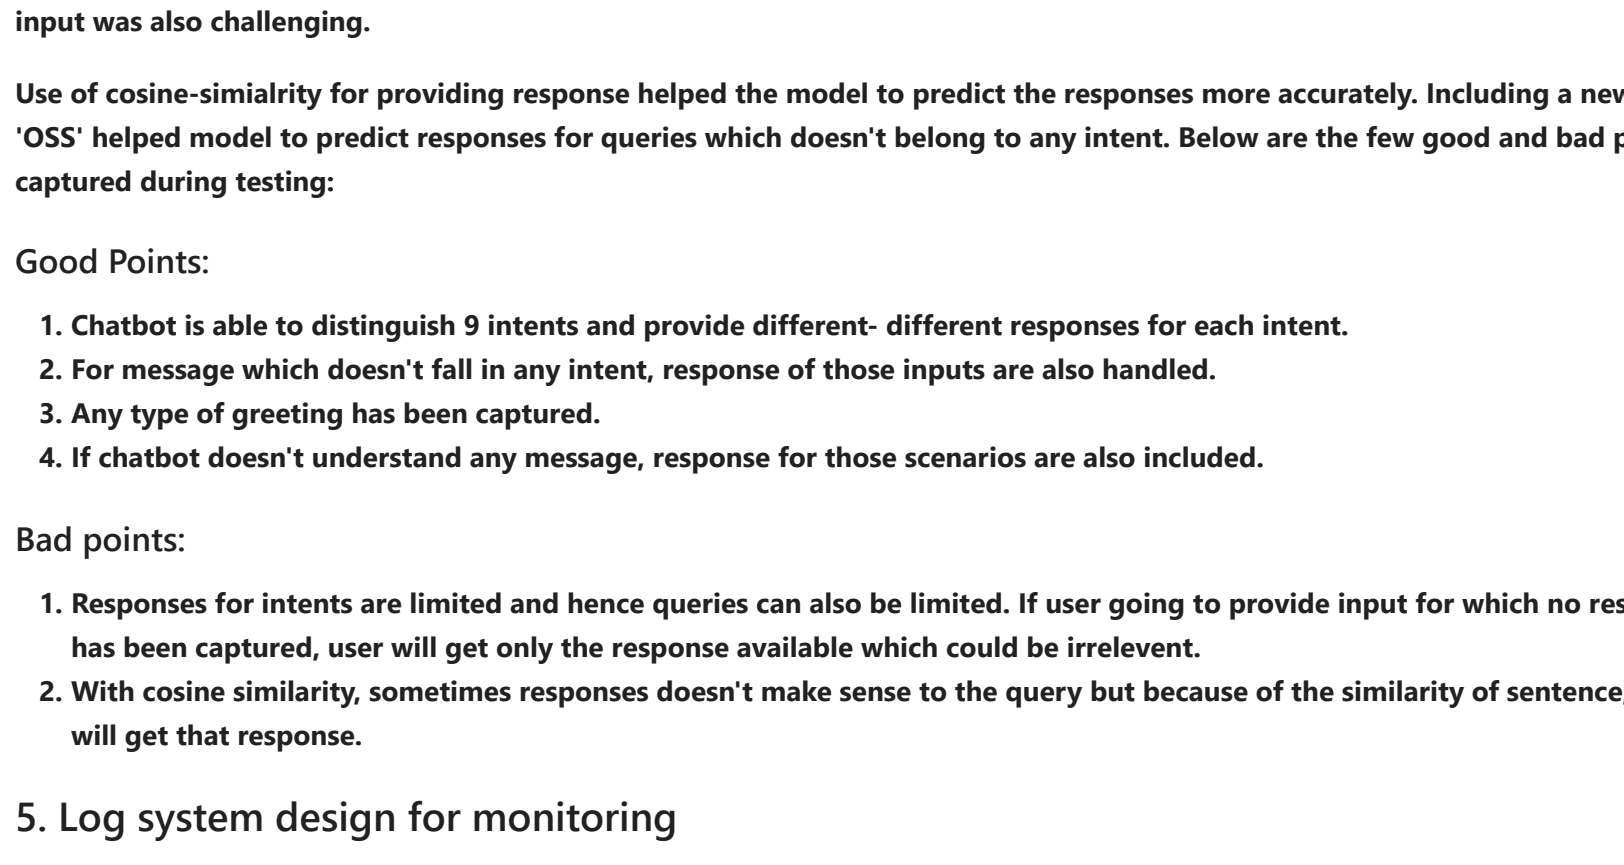 input was also challenging.
Use of cosine-simialrity for providing response helped the model to predict the responses more accurately. Including a
'OSS' helped model to predict responses for queries which doesn't belong to any intent. Below are the few good and bad
captured during testing:
Good Points:
1. Chatbot is able to distinguish 9 intents and provide different- different responses for each intent.
2. For message which doesn't fall in any intent, response of those inputs are also handled.
3. Any type of greeting has been captured.
4. If chatbot doesn't understand any message, response for those scenarios are also included.
Bad points:
1. Responses for intents are limited and hence queries can also be limited. If user going to provide input for which no
has been captured, user will get only the response available which could be irrelevent.
2. With cosine similarity, sometimes responses doesn't make sense to the query but because of the similarity of sentence,
will get that response.
5. Log system design for monitoring